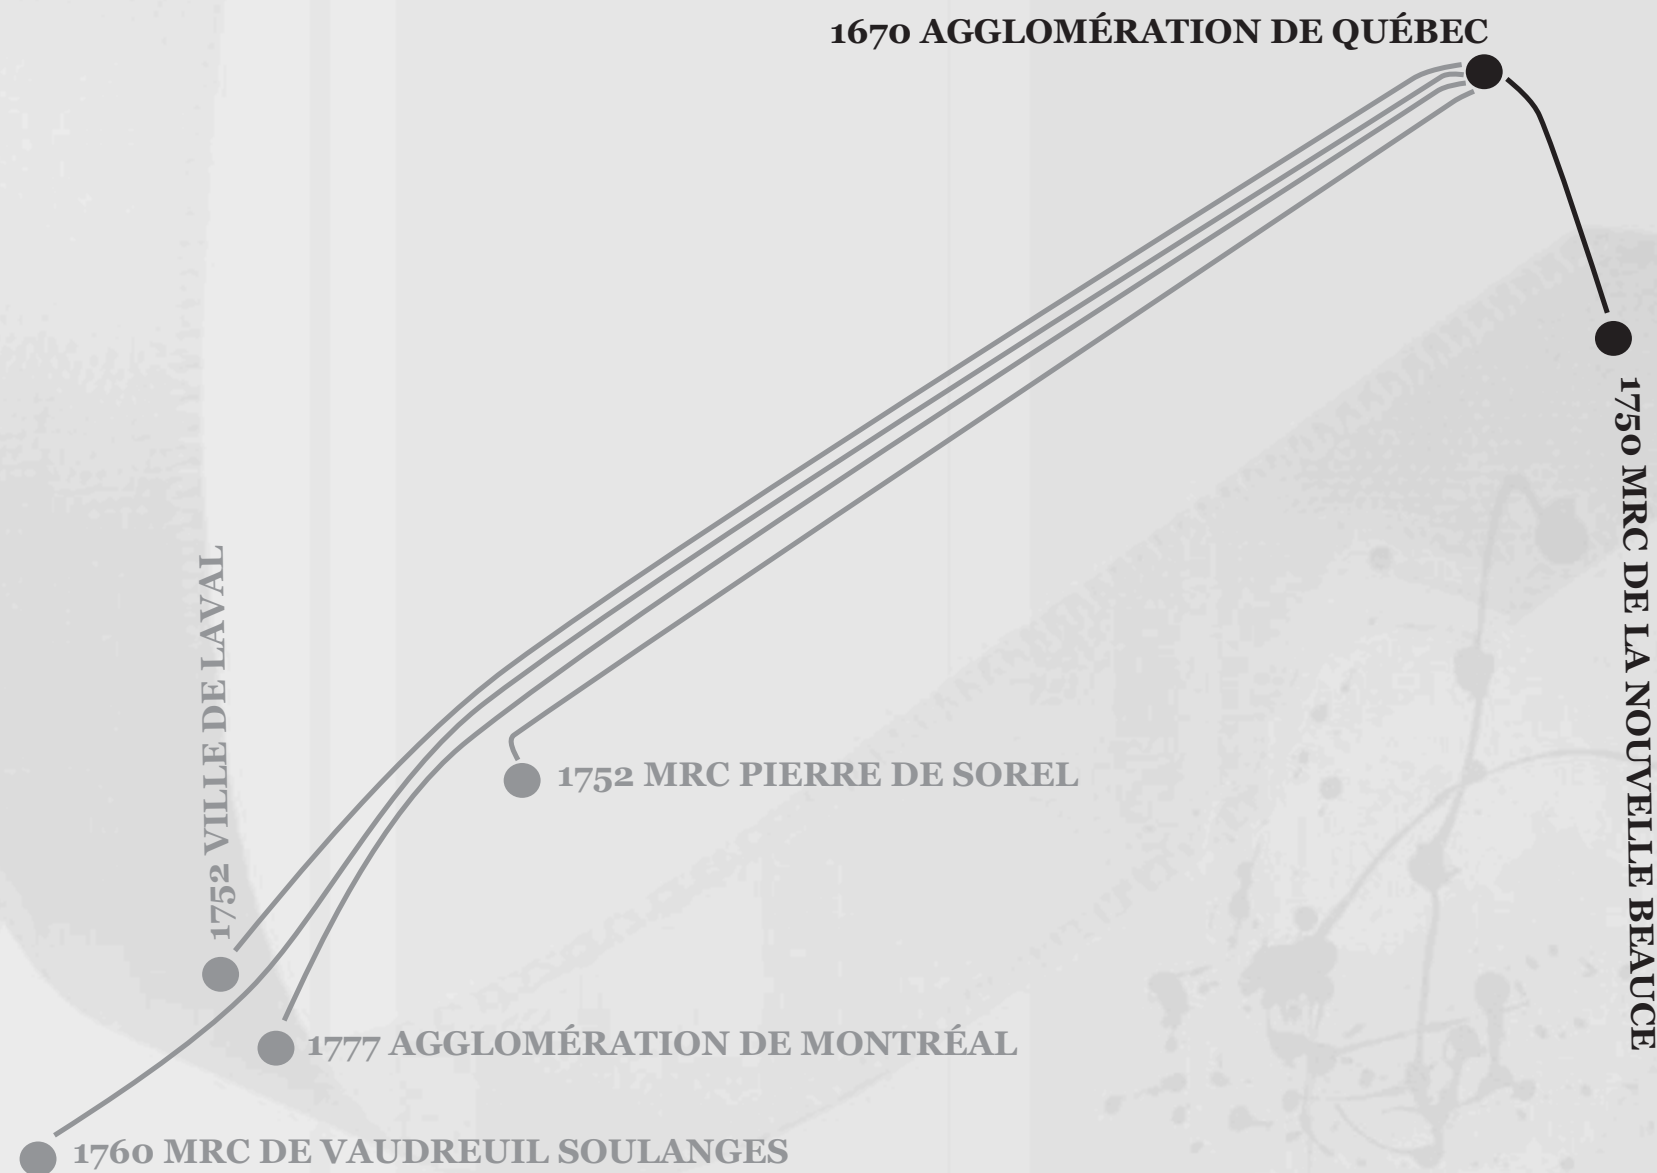 1670 AGGLOMÉRATION DE QUÉBEC
1750 MRC DE LA NOUVELLE BEAUCE
1752 VILLE DE LAVAL
1752 MRC PIERRE DE SOREL
1777 AGGLOMÉRATION DE MONTRÉAL
1760 MRC DE VAUDREUIL SOULANGES